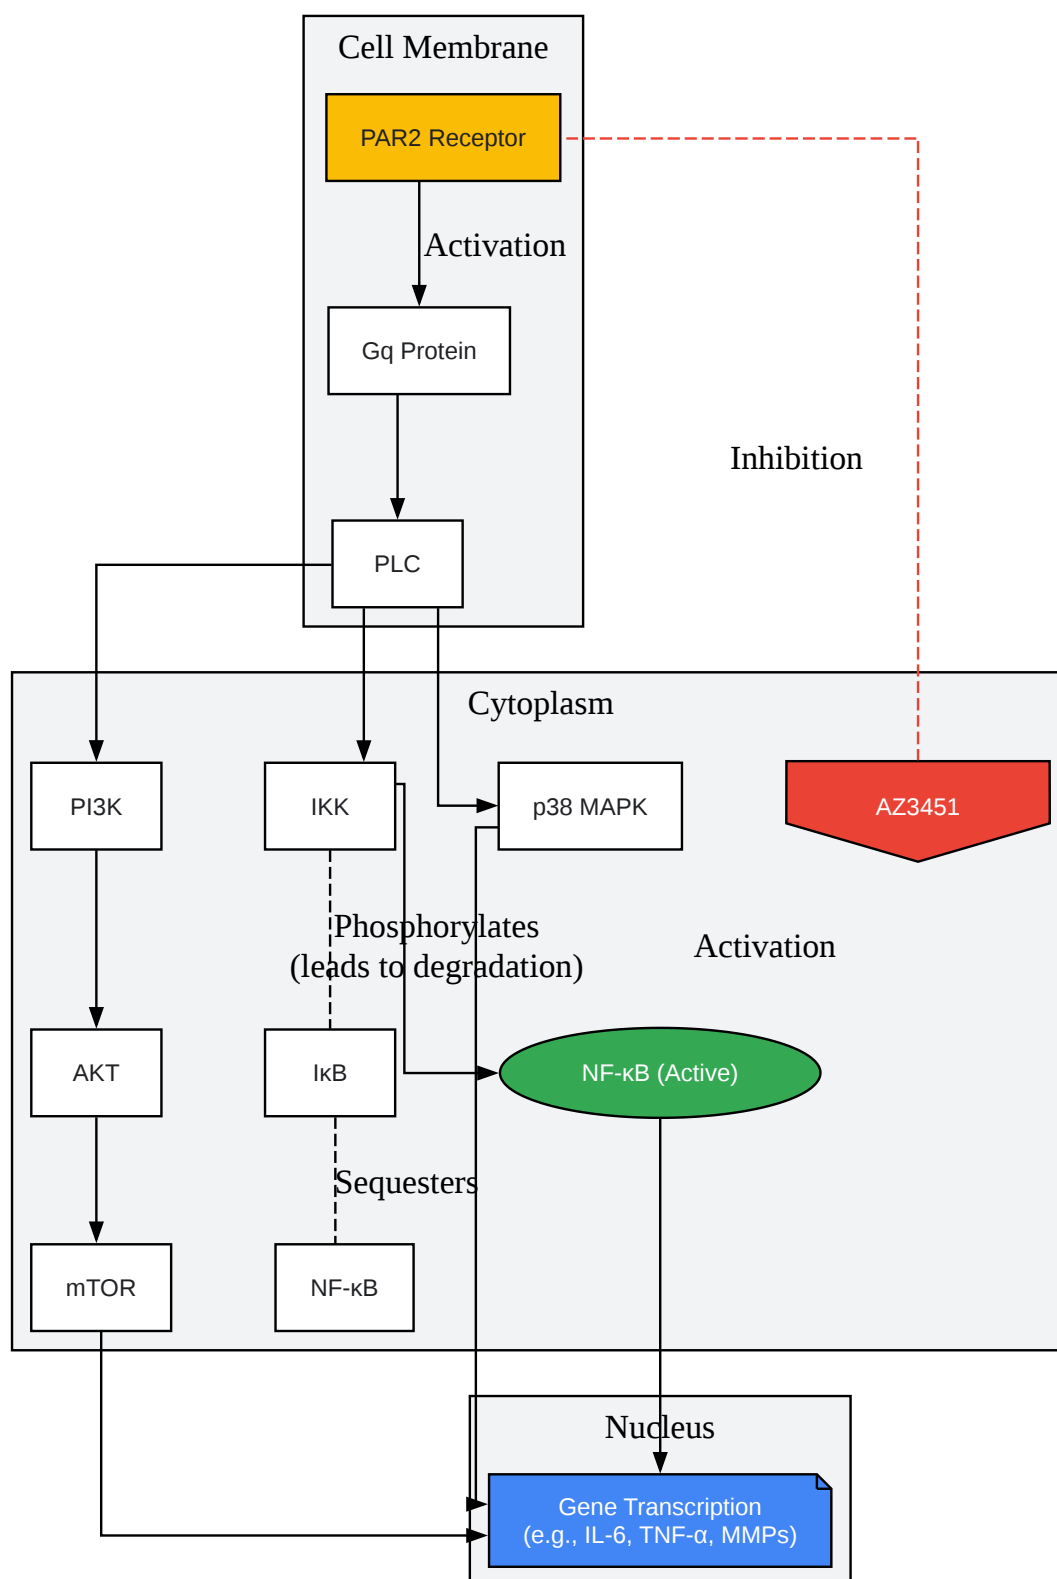 Cell Membrane
PAR2 Receptor
Activation
Gq Protein
Inhibition
PLC
Cytoplasm
PI3K
IKK
p38 MAPK
AZ3451
Phosphorylates
(leads to degradation)
Activation
AKT
IκB
NF-κB (Active)
Sequesters
mTOR
NF-κB
Nucleus
Gene Transcription
(e.g., IL-6, TNF-α, MMPs)